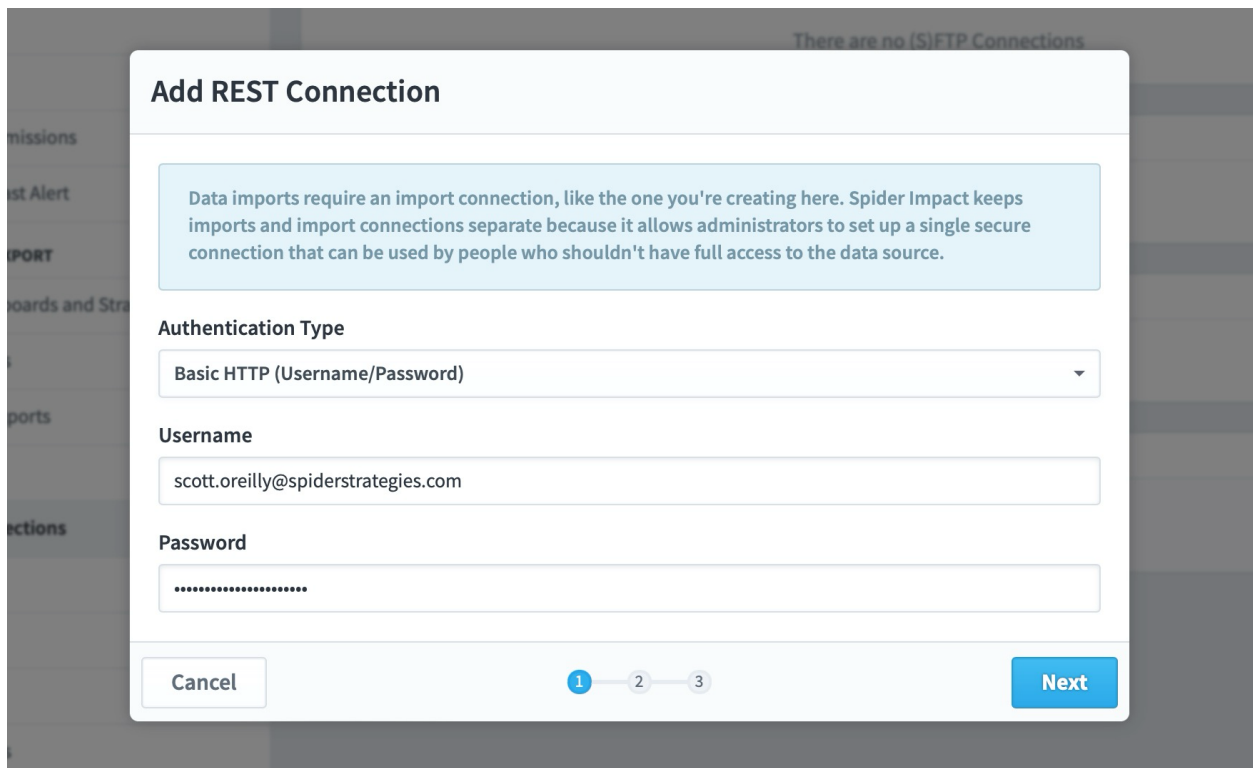 There are no (S)FTP Connections
Add REST Connection
missions
ast Alert
Data imports require an import connection, like the one you're creating here. Spider Impact keeps
imports and import connections separate because it allows administrators to set up a single secure
connection that can be used by people who shouldn't have full access to the data source.
XPORT
boards and Stra
Authentication Type
Basic HTTP (Username/Password)
ports
Username
scott.oreilly@spiderstrategies.com
ections
Password
••••••••••••••••••••••
Cancel
1 2 3
Next